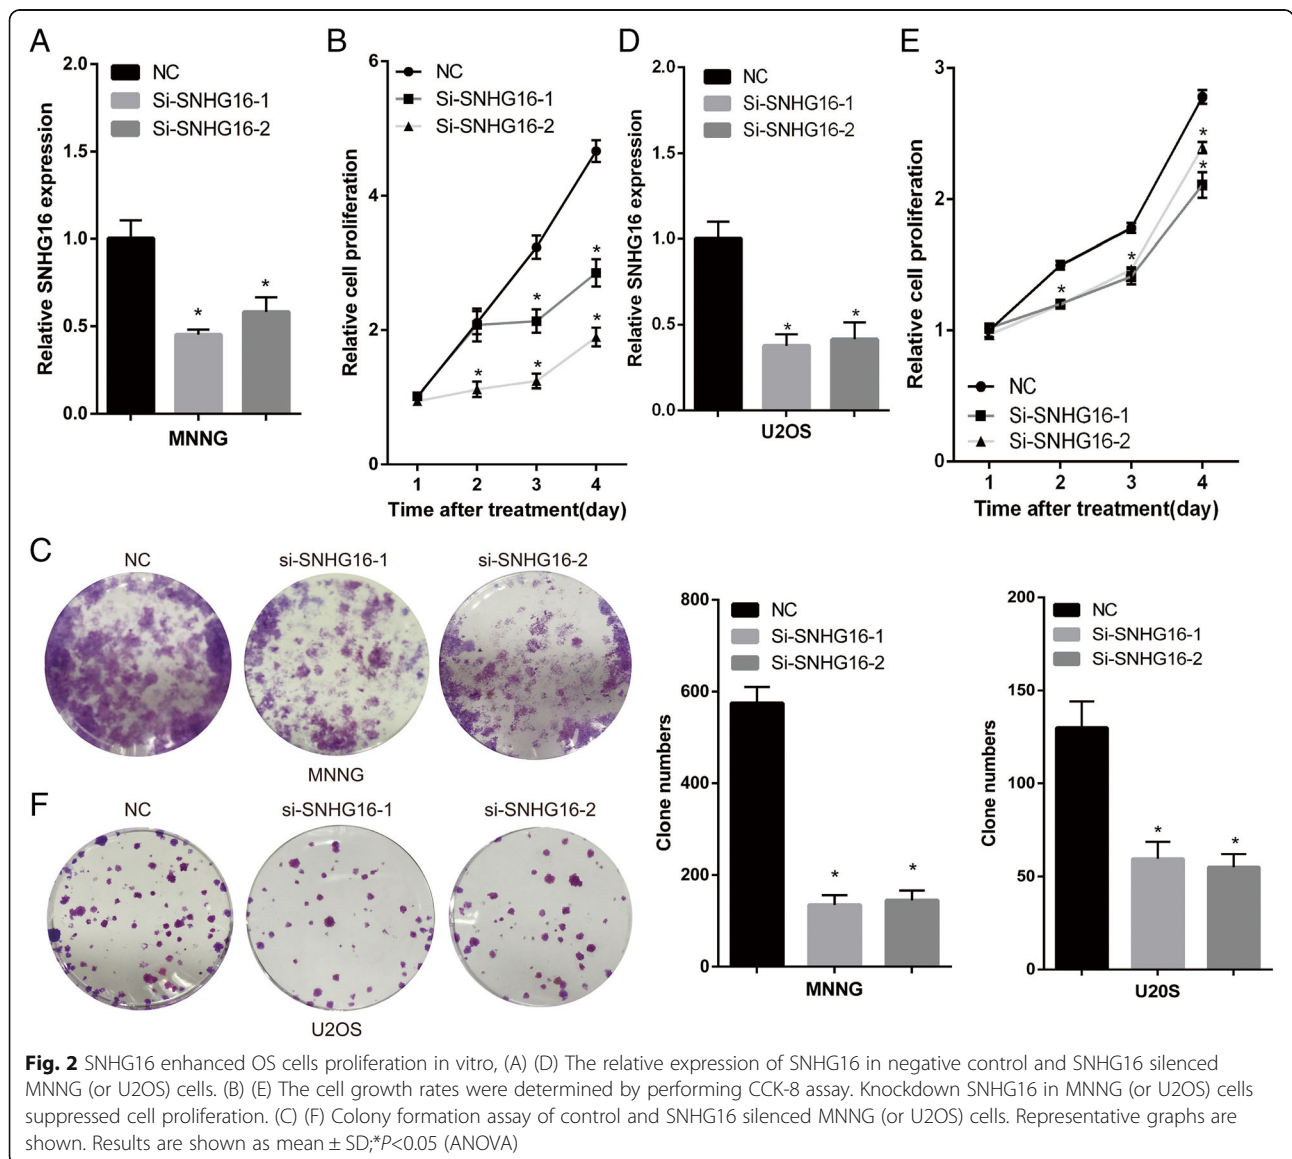 A
2.0
1.5
1.0
0.5
0.0
Relative SNHG16 expression
NC
Si-SNHG16-1
Si-SNHG16-2
*
*
MNNG
B
6
4
2
0
Relative cell proliferation
NC
Si-SNHG16-1
Si-SNHG16-2
*
*
*
*
*
1 2 3 4
Time after treatment(day)
D
2.0
1.5
1.0
0.5
0.0
Relative SNHG16 expression
NC
Si-SNHG16-1
Si-SNHG16-2
*
*
U2OS
E
3
2
1
0
Relative cell proliferation
*
*
*
*
NC
Si-SNHG16-1
Si-SNHG16-2
1 2 3 4
Time after treatment(day)
C
NC si-SNHG16-1 si-SNHG16-2
MNNG
F
NC si-SNHG16-1 si-SNHG16-2
U2OS
800
600
400
200
0
Clone numbers
NC
Si-SNHG16-1
Si-SNHG16-2
*
*
MNNG
200
150
100
50
0
Clone numbers
NC
Si-SNHG16-1
Si-SNHG16-2
*
*
U20S
Fig. 2 SNHG16 enhanced OS cells proliferation in vitro, (A) (D) The relative expression of SNHG16 in negative control and SNHG16 silenced
MNNG (or U2OS) cells. (B) (E) The cell growth rates were determined by performing CCK-8 assay. Knockdown SNHG16 in MNNG (or U2OS) cells
suppressed cell proliferation. (C) (F) Colony formation assay of control and SNHG16 silenced MNNG (or U2OS) cells. Representative graphs are
shown. Results are shown as mean ± SD;*P<0.05 (ANOVA)